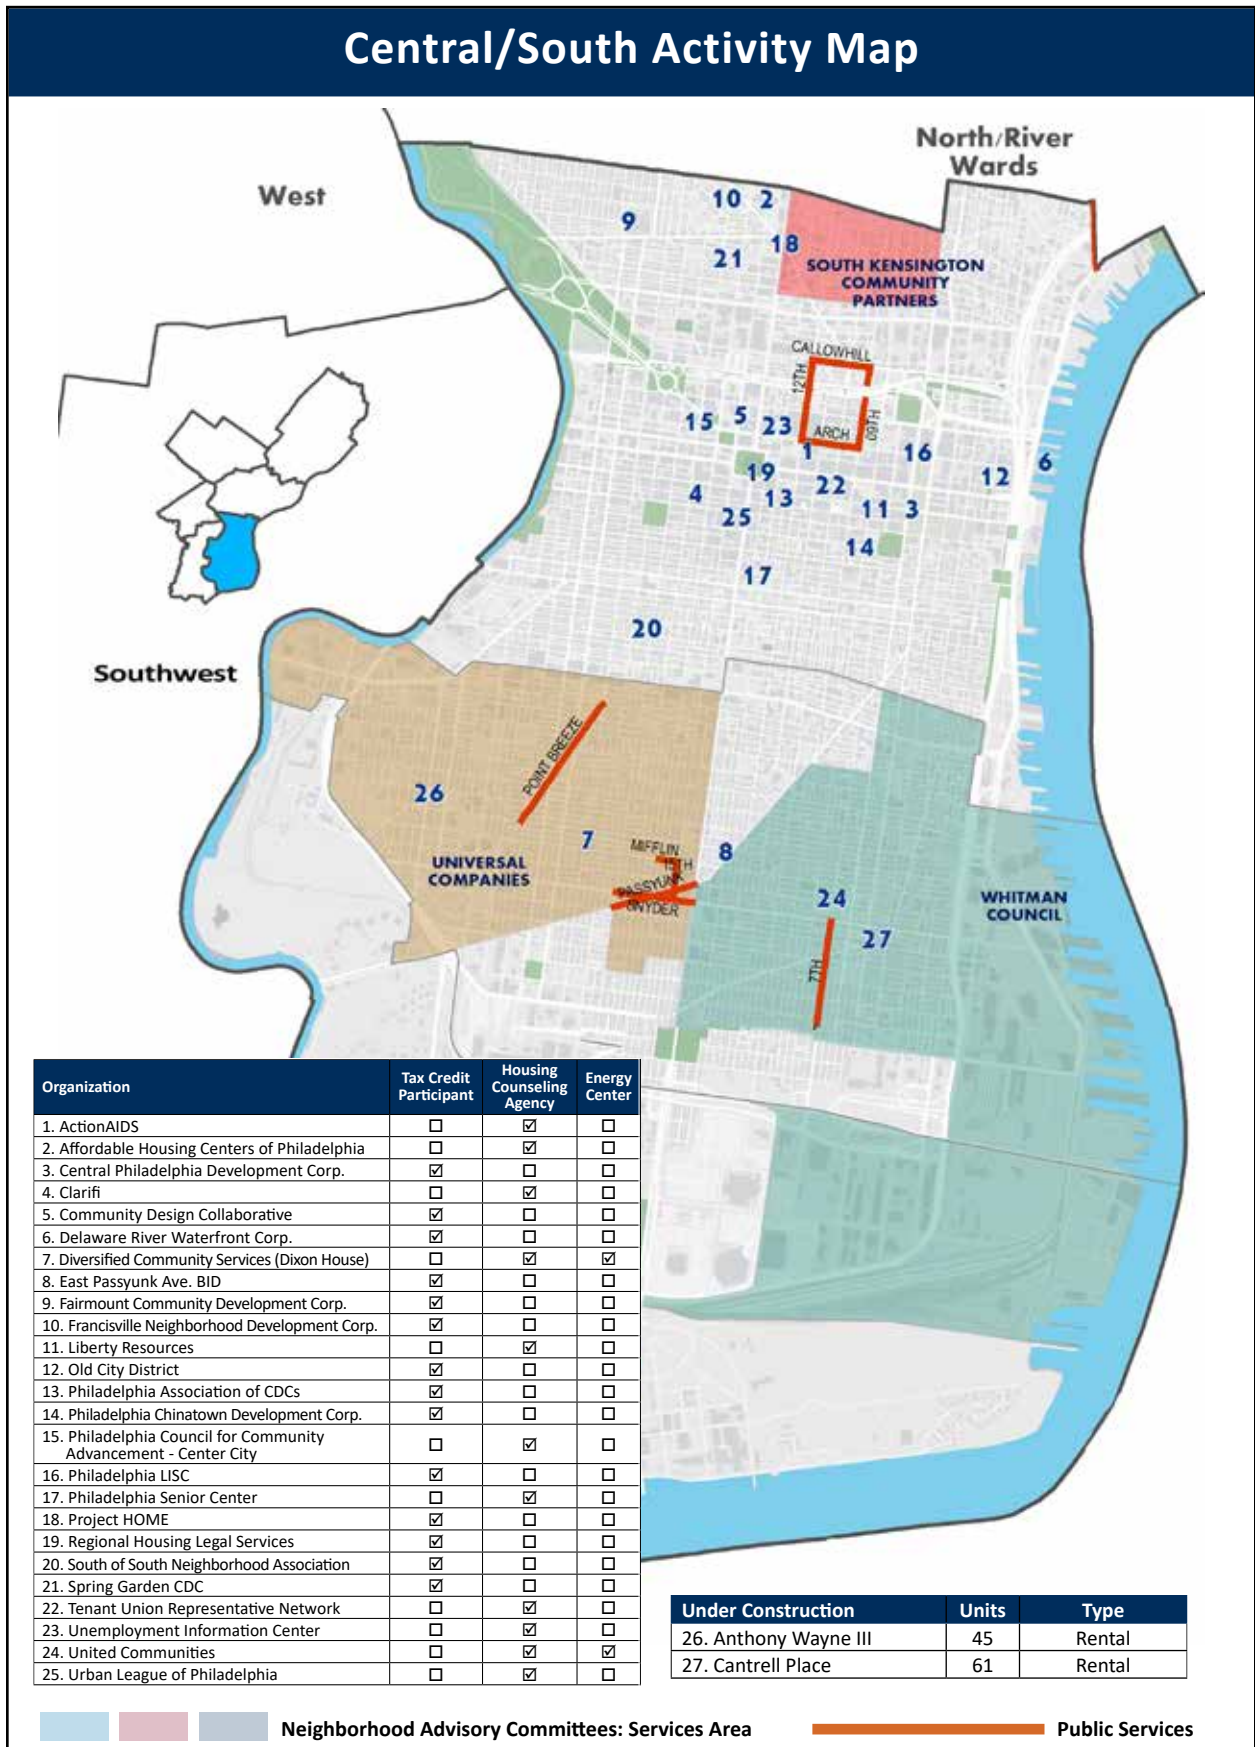 Central/South Activity Map
North/River
Wards
West
10 2
9
18
21
SOUTH KENSINGTON
COMMUNITY
PARTNERS
CALLOWHILL
12TH
09TH
ARCH
15 5 23
1
16
19
22
12 6
4
13
25
11 3
14
17
20
Southwest
POINT BREEZE
26
7
MIFFLIN
15TH
PASSYUNK
SNYDER
8
UNIVERSAL
COMPANIES
24
27
7TH
WHITMAN
COUNCIL
Organization Tax Credit Participant Housing Counseling Agency Energy Center
1. ActionAIDS ☐ ☑ ☐
2. Affordable Housing Centers of Philadelphia ☐ ☑ ☐
3. Central Philadelphia Development Corp. ☑ ☐ ☐
4. Clarifi ☐ ☑ ☐
5. Community Design Collaborative ☑ ☐ ☐
6. Delaware River Waterfront Corp. ☑ ☐ ☐
7. Diversified Community Services (Dixon House) ☐ ☑ ☑
8. East Passyunk Ave. BID ☑ ☐ ☐
9. Fairmount Community Development Corp. ☑ ☐ ☐
10. Francisville Neighborhood Development Corp. ☑ ☐ ☐
11. Liberty Resources ☐ ☑ ☐
12. Old City District ☑ ☐ ☐
13. Philadelphia Association of CDCs ☑ ☐ ☐
14. Philadelphia Chinatown Development Corp. ☑ ☐ ☐
15. Philadelphia Council for Community
Advancement - Center City ☐ ☑ ☐
16. Philadelphia LISC ☑ ☐ ☐
17. Philadelphia Senior Center ☐ ☑ ☐
18. Project HOME ☑ ☐ ☐
19. Regional Housing Legal Services ☑ ☐ ☐
20. South of South Neighborhood Association ☑ ☐ ☐
21. Spring Garden CDC ☑ ☐ ☐
22. Tenant Union Representative Network ☐ ☑ ☐
23. Unemployment Information Center ☐ ☑ ☐
24. United Communities ☐ ☑ ☑
25. Urban League of Philadelphia ☐ ☑ ☐
Under Construction Units Type
26. Anthony Wayne III 45 Rental
27. Cantrell Place 61 Rental
Neighborhood Advisory Committees: Services Area
Public Services